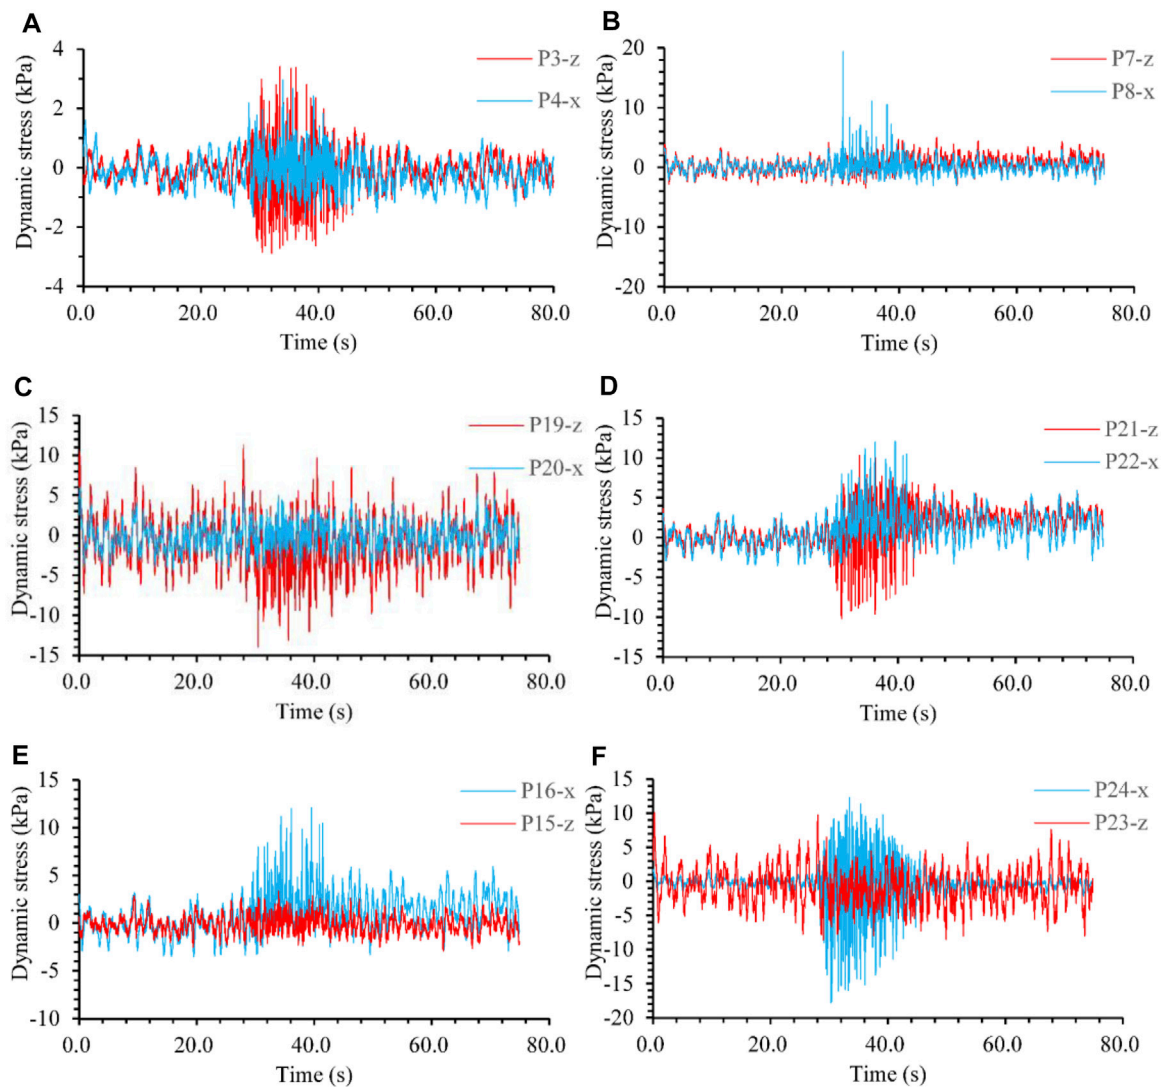 A
Dynamic stress (kPa)
4
2
0
-2
-4
0.0 20.0 40.0 60.0 80.0
Time (s)
P3-z
P4-x
B
Dynamic stress (kPa)
20
10
0
-10
-20
0.0 20.0 40.0 60.0 80.0
Time (s)
P7-z
P8-x
C
Dynamic stress (kPa)
15
10
5
0
-5
-10
-15
0.0 20.0 40.0 60.0 80.0
Time (s)
P19-z
P20-x
D
Dynamic stress (kPa)
15
10
5
0
-5
-10
-15
0.0 20.0 40.0 60.0 80.0
Time (s)
P21-z
P22-x
E
Dynamic stress (kPa)
15
10
5
0
-5
-10
0.0 20.0 40.0 60.0 80.0
Time (s)
P16-x
P15-z
F
Dynamic stress (kPa)
15
10
5
0
-5
-10
-15
-20
0.0 20.0 40.0 60.0 80.0
Time (s)
P24-x
P23-z